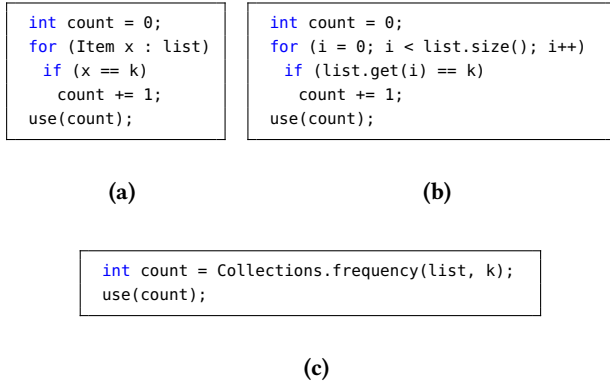 int count = 0;
for (Item x : list)
if (x == k)
count += 1;
use(count);
(a)
int count = 0;
for (i = 0; i < list.size(); i++)
if (list.get(i) == k)
count += 1;
use(count);
(b)
int count = Collections.frequency(list, k);
use(count);
(c)